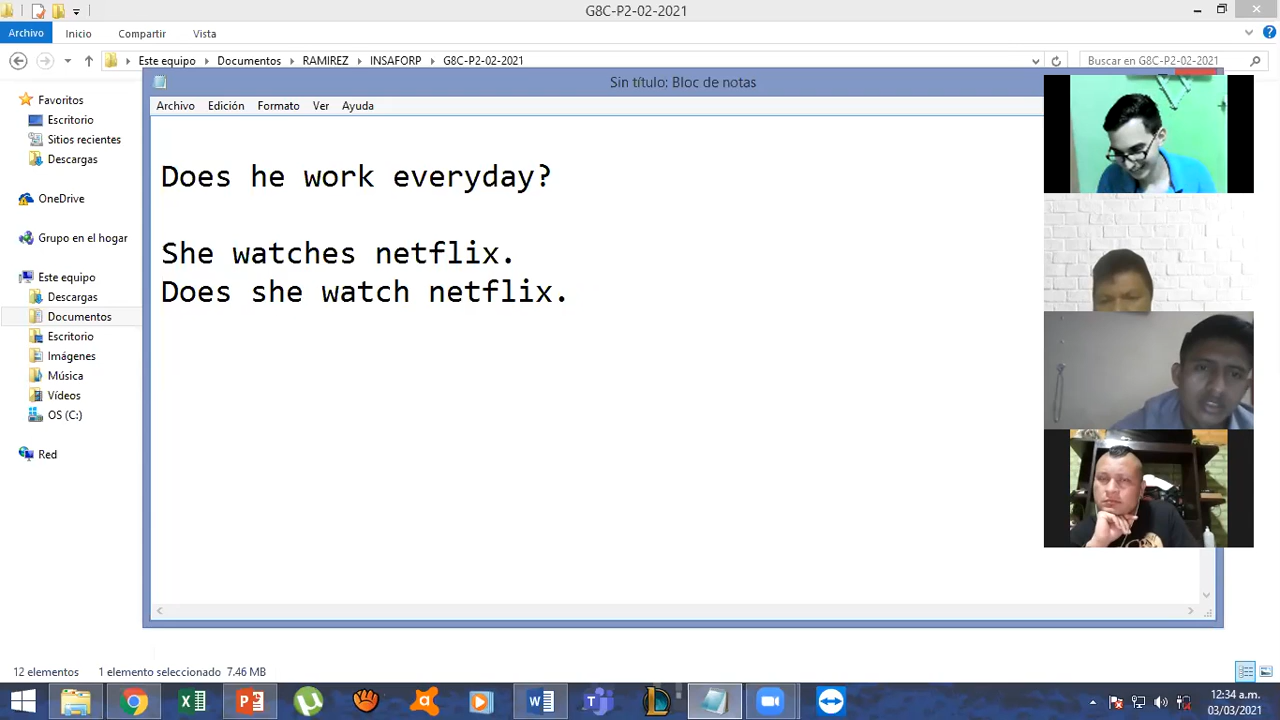 G8C-P2-02-2021
Archivo Inicio Compartir Vista
Este equipo Documentos RAMIREZ INSAFORP G8C-P2-02-2021
Buscar en G8C-P2-02-2021
Favoritos
Escritorio
Sitios recientes
Descargas
OneDrive
Grupo en el hogar
Este equipo
Descargas
Documentos
Escritorio
Imágenes
Música
Vídeos
OS (C:)
Red
Sin título: Bloc de notas
Archivo Edición Formato Ver Ayuda
Does he work everyday?
She watches netflix.
Does she watch netflix.
12 elementos 1 elemento seleccionado 7.46 MB
12:34 a.m.
03/03/2021